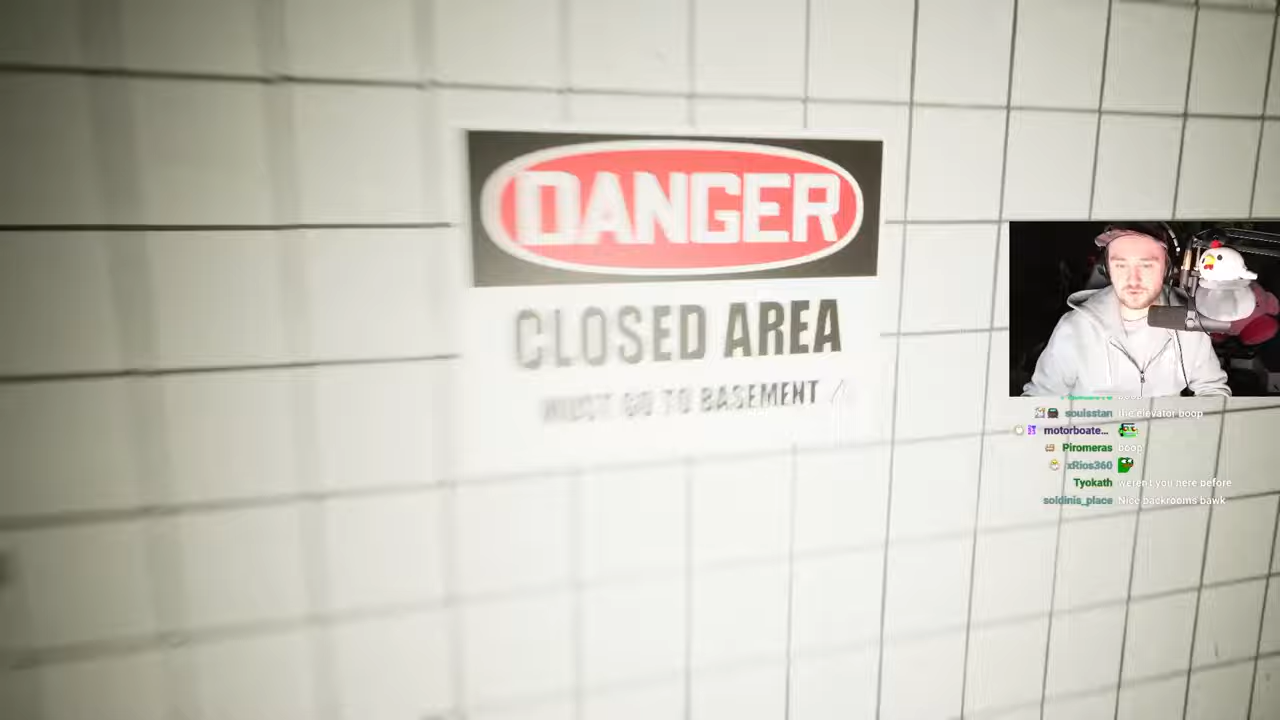 DANGER
CLOSED AREA
MUST GO TO BASEMENT
soulsstan the elevator boop
motorboate...
Piromeras boop
xRios360
Tyokath weren't you here before
soldinis_place Nice backrooms bawk